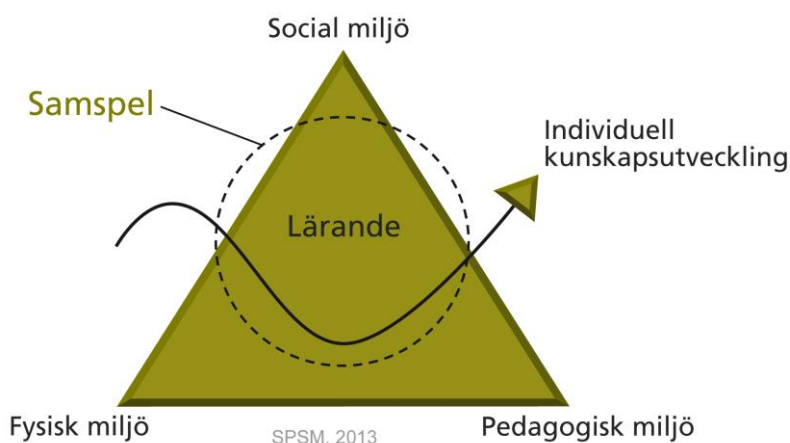 Social miljö
Samspel
Individuell
kunskapsutveckling
Lärande
Fysisk miljö
SPSM, 2013
Pedagogisk miljö